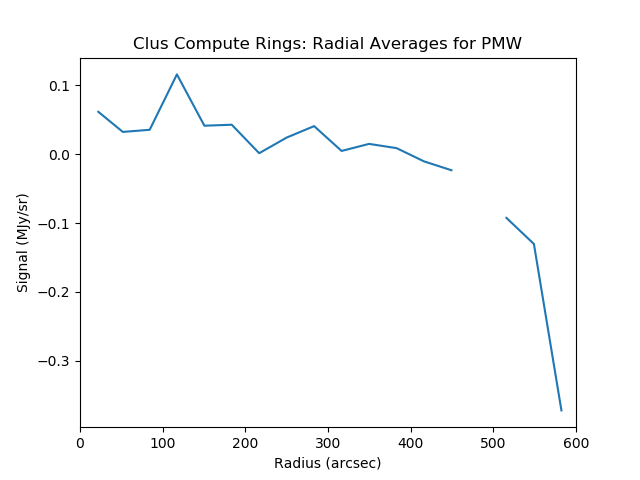 Clus Compute Rings: Radial Averages for PMW
0.1
0.0
−0.1
−0.2
−0.3
Signal (MJy/sr)
0 100 200 300 400 500 600
Radius (arcsec)